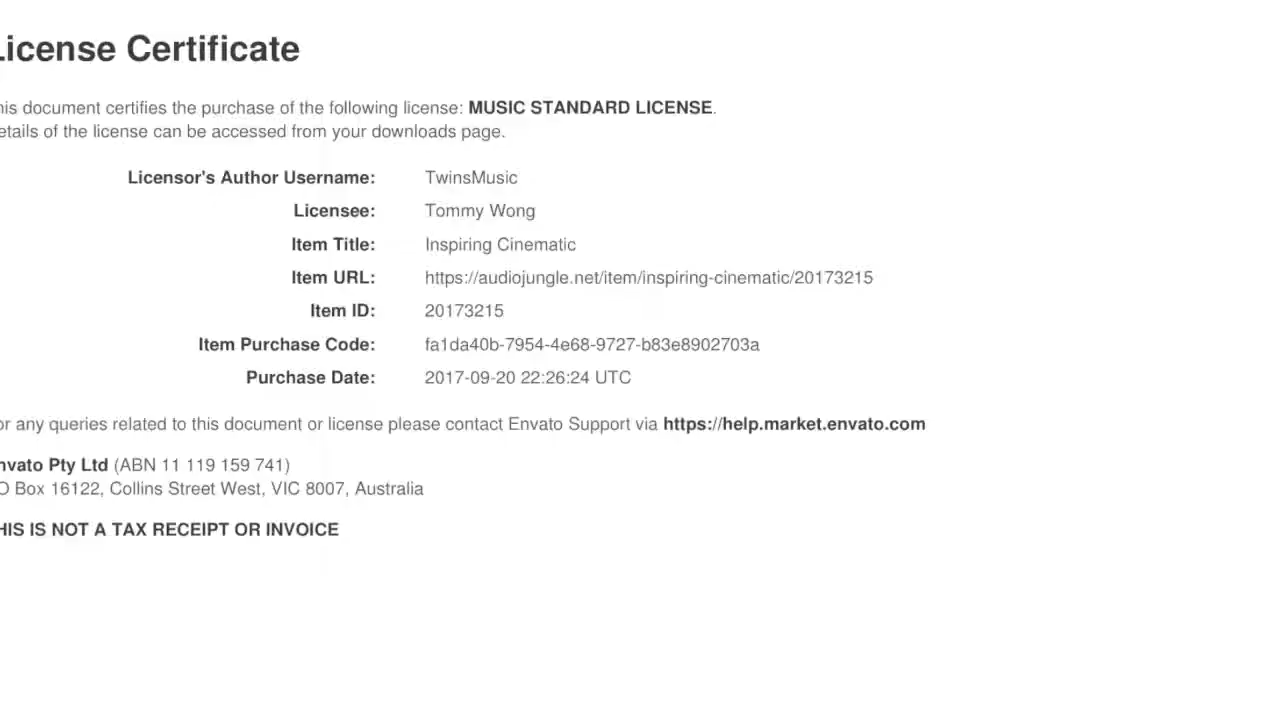 License Certificate
his document certifies the purchase of the following license: MUSIC STANDARD LICENSE.
etails of the license can be accessed from your downloads page.
Licensor's Author Username: TwinsMusic
Licensee: Tommy Wong
Item Title: Inspiring Cinematic
Item URL: https://audiojungle.net/item/inspiring-cinematic/20173215
Item ID: 20173215
Item Purchase Code: fa1da40b-7954-4e68-9727-b83e8902703a
Purchase Date: 2017-09-20 22:26:24 UTC
or any queries related to this document or license please contact Envato Support via https://help.market.envato.com
nvato Pty Ltd (ABN 11 119 159 741)
O Box 16122, Collins Street West, VIC 8007, Australia
HIS IS NOT A TAX RECEIPT OR INVOICE